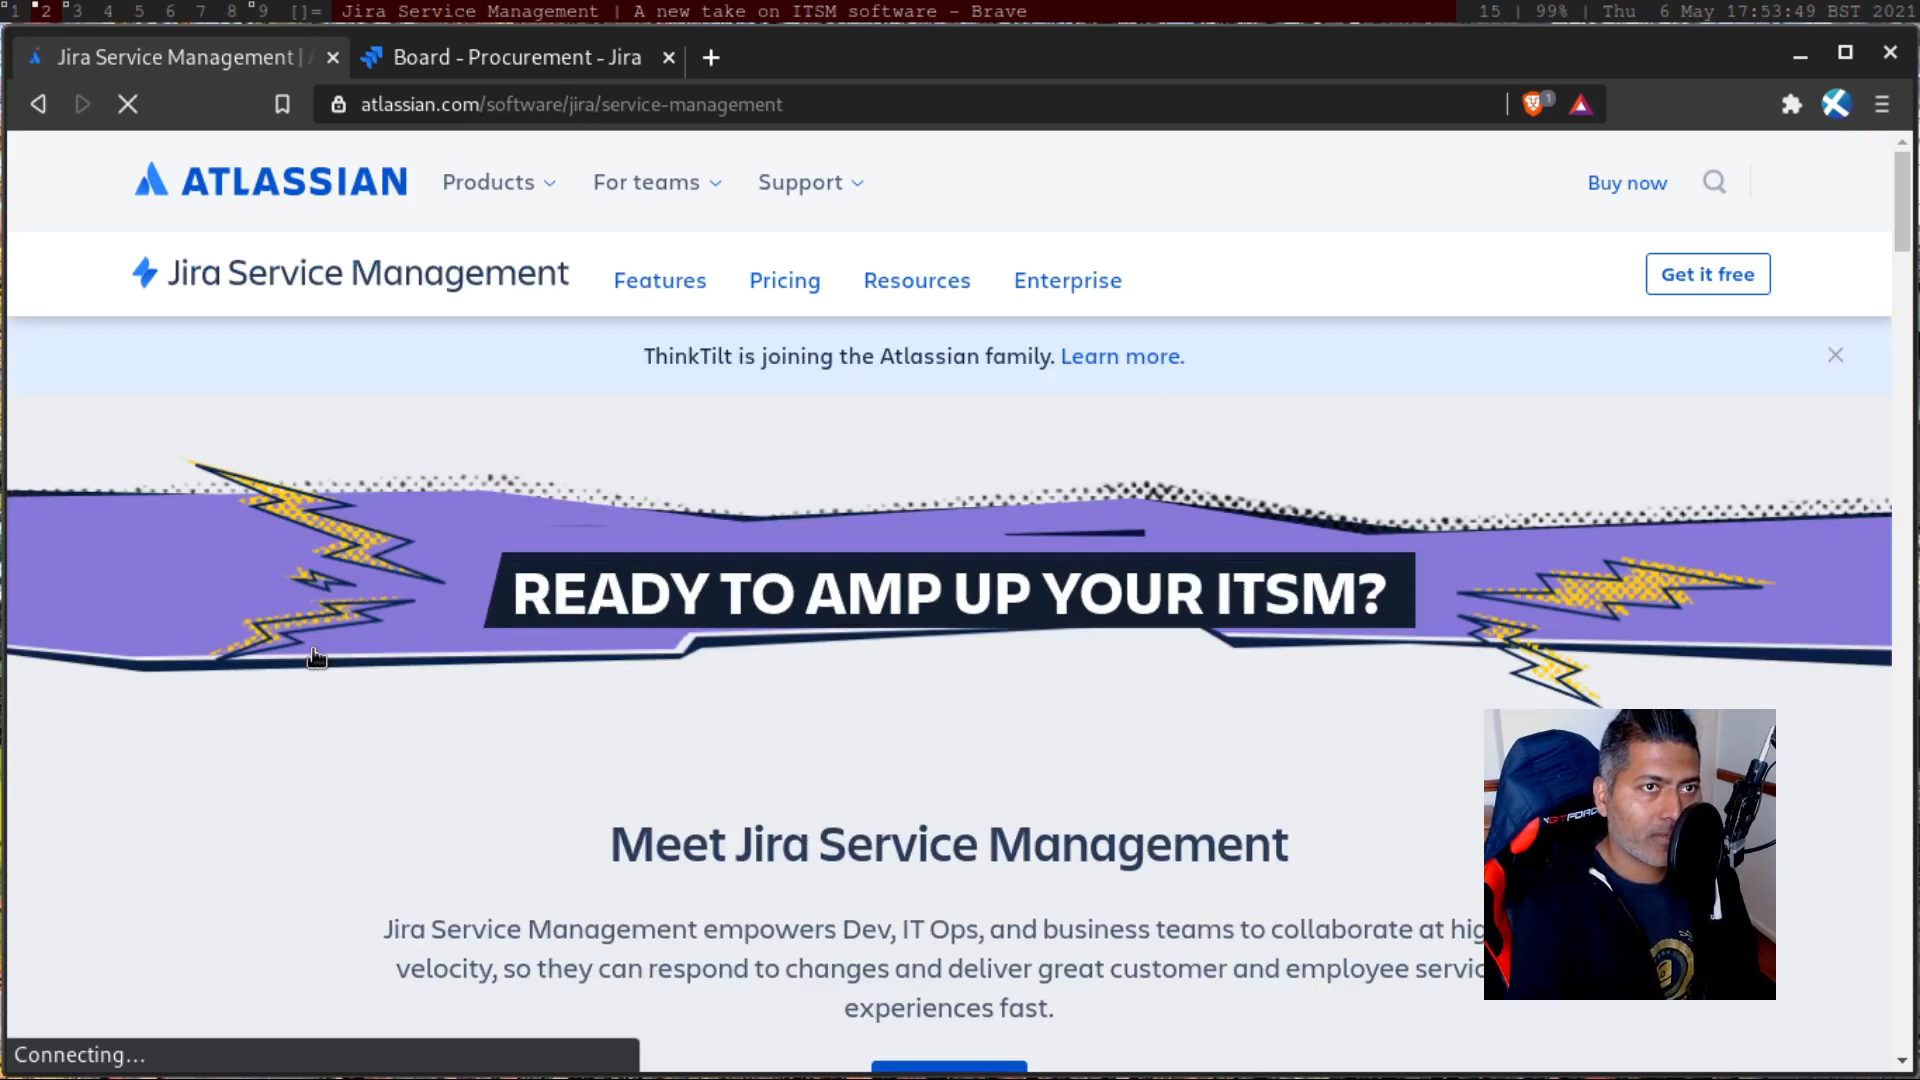 1 2 3 4 5 6 7 8 9 []= Jira Service Management | A new take on ITSM software - Brave 15 | 99% | Thu 6 May 17:53:49 BST 2021
Jira Service Management | Board - Procurement - Jira
atlassian.com/software/jira/service-management 1
ATLASSIAN Products For teams Support Buy now
Jira Service Management Features Pricing Resources Enterprise Get it free
ThinkTilt is joining the Atlassian family. Learn more.
READY TO AMP UP YOUR ITSM?
Meet Jira Service Management
Jira Service Management empowers Dev, IT Ops, and business teams to collaborate at hig
velocity, so they can respond to changes and deliver great customer and employee servic
experiences fast.
GTFORC
Connecting...